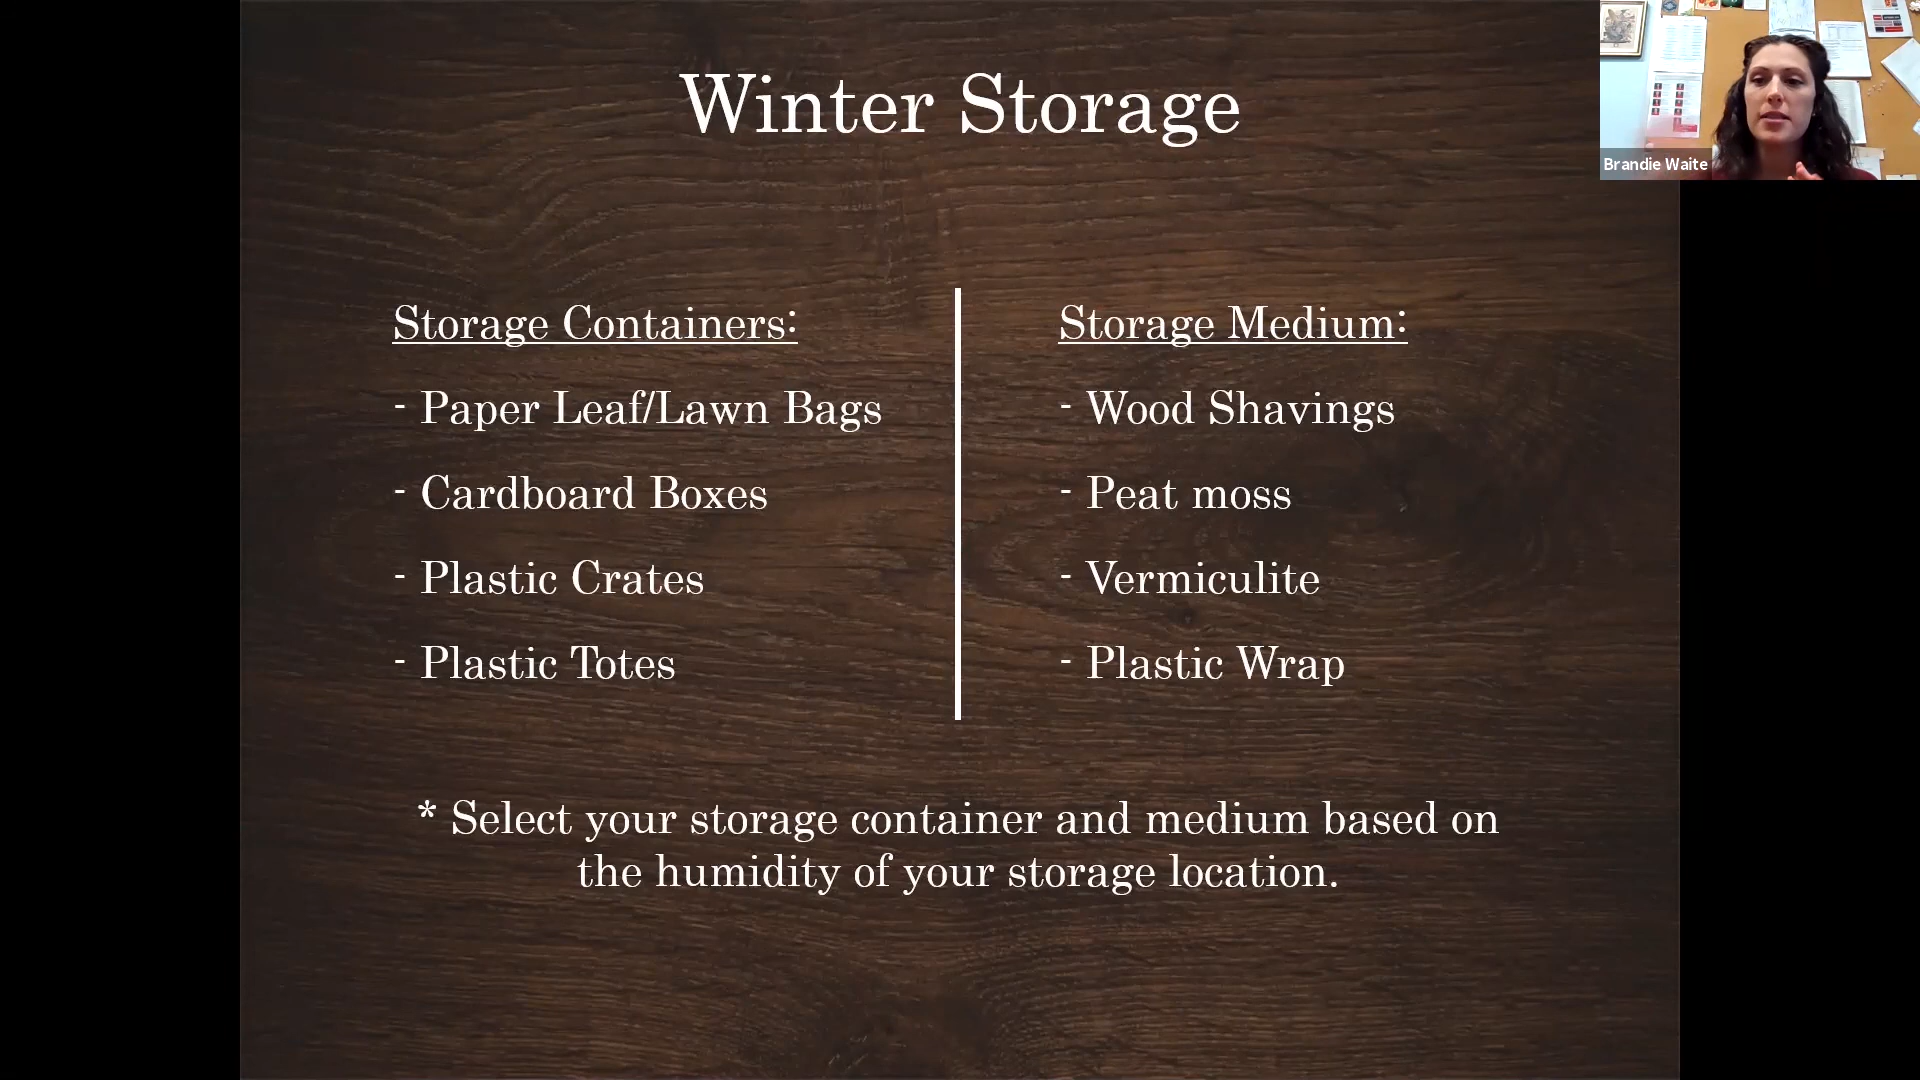 Winter Storage
Brandie Waite
Storage Containers:
- Paper Leaf/Lawn Bags
- Cardboard Boxes
- Plastic Crates
- Plastic Totes
Storage Medium:
- Wood Shavings
- Peat moss
- Vermiculite
- Plastic Wrap
* Select your storage container and medium based on
the humidity of your storage location.